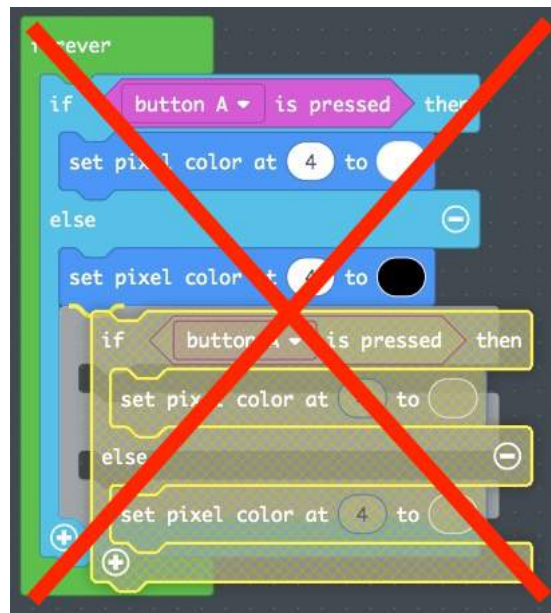 forever
if button A is pressed then
set pixel color at 4 to
else
set pixel color at 4 to
if button A is pressed then
set pixel color at to
else
set pixel color at 4 to